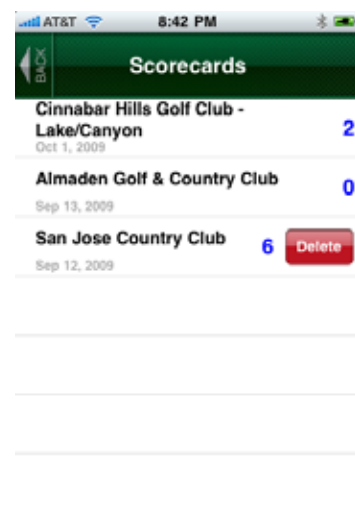 AT&T 8:42 PM
BACK
Scorecards
Cinnabar Hills Golf Club -
Lake/Canyon
2
Oct 1, 2009
Almaden Golf & Country Club
0
Sep 13, 2009
San Jose Country Club
6 Delete
Sep 12, 2009